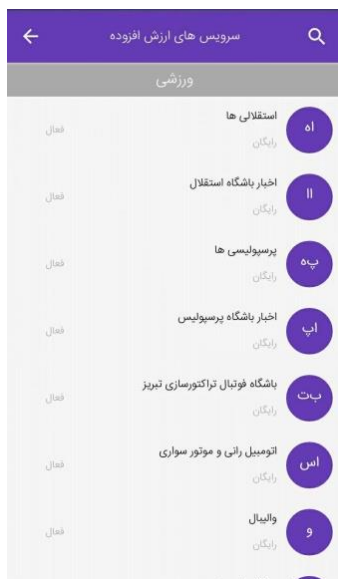 سرویس های ارزش افزوده
ورزشی
استقلالی ها
اه
رایگان
فعال
اخبار باشگاه استقلال
اا
رایگان
فعال
پرسپولیسی ها
پ‌ه
رایگان
فعال
اخبار باشگاه پرسپولیس
اپ
رایگان
فعال
باشگاه فوتبال تراکتورسازی تبریز
ب‌ت
رایگان
فعال
اتومبیل رانی و موتور سواری
اس
رایگان
فعال
والیبال
و
رایگان
فعال